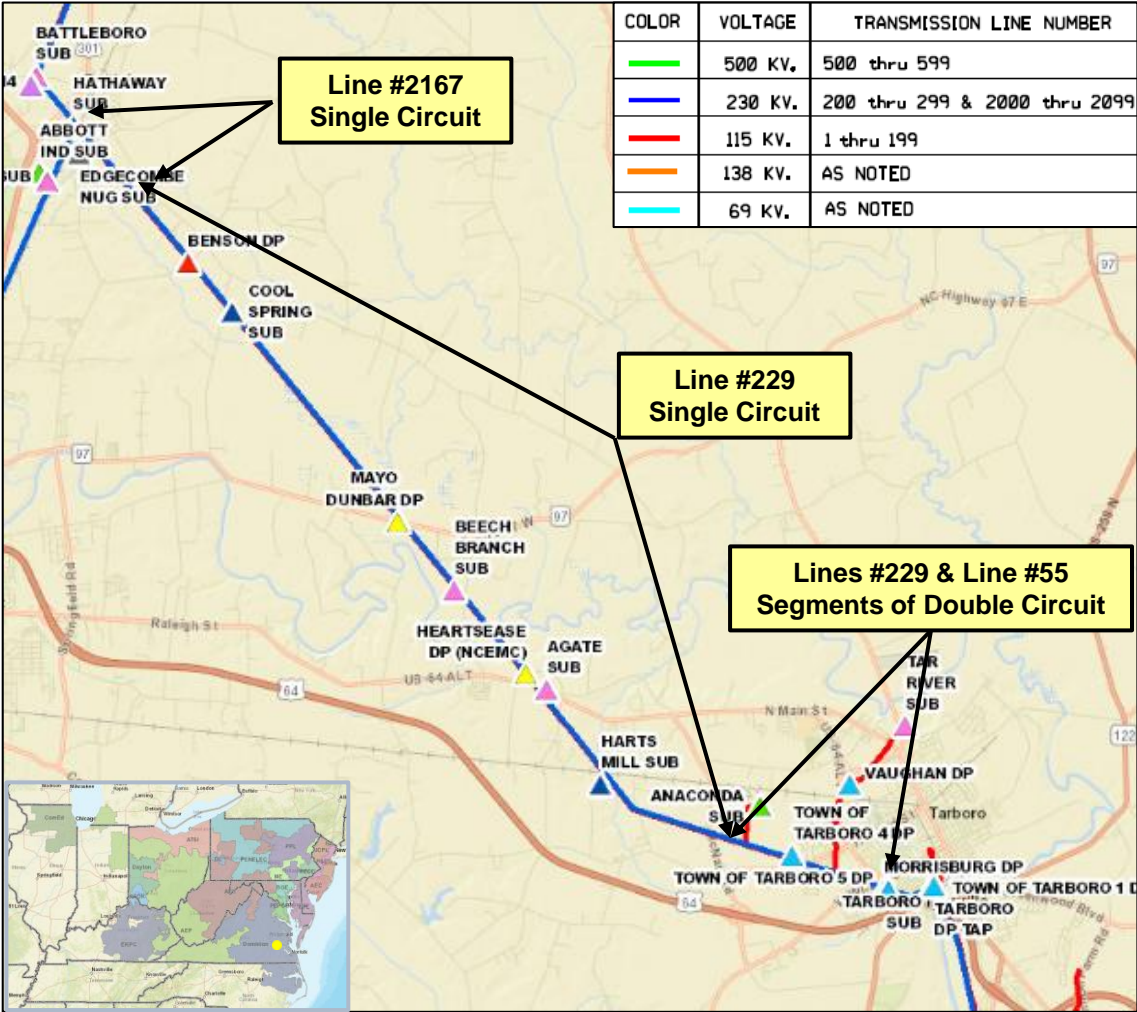 BATTLEBORO
SUB
301
HATHAWAY
SUB
ABBOTT
IND SUB
SUB
EDGECOMBE
NUG SUB
Line #2167
Single Circuit
COLOR VOLTAGE TRANSMISSION LINE NUMBER
500 KV. 500 thru 599
230 KV. 200 thru 299 & 2000 thru 2099
115 KV. 1 thru 199
138 KV. AS NOTED
69 KV. AS NOTED
BENSON DP
COOL
SPRING
SUB
97
NC Highway 97 E
Line #229
Single Circuit
97
MAYO
DUNBAR DP
W
97
BEECH
BRANCH
SUB
Lines #229 & Line #55
Segments of Double Circuit
Raleigh St
HEARTSEASE
DP (NCEMC)
AGATE
SUB
US-64 ALT
64
TAR
RIVER
SUB
N Main St
122
HARTS
MILL SUB
VAUGHAN DP
ANACONDA
SUB
TOWN OF
TARBORO 4 DP
Tarboro
TOWN OF TARBORO 5 DP
MORRISBURG DP
TOWN OF TARBORO 1 D
64
TARBORO
SUB
TARBORO
DP TAP